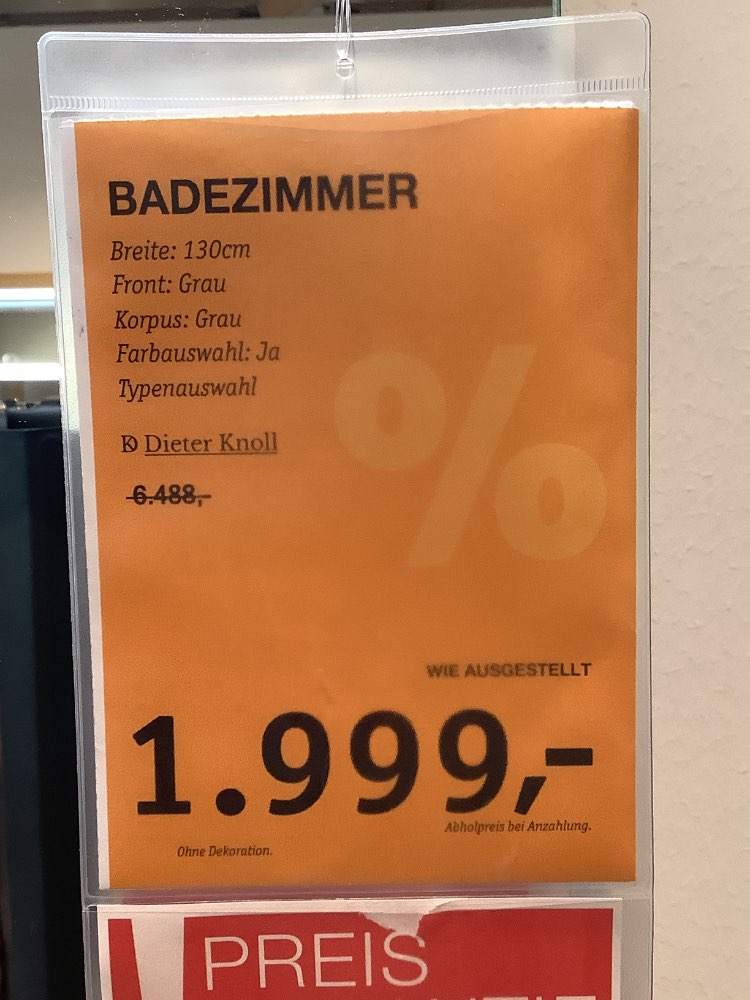 BADEZIMMER
Breite: 130cm
Front: Grau
Korpus: Grau
Farbauswahl: Ja
Typenauswahl
Dieter Knoll
6.488,-
%
WIE AUSGESTELLT
1.999,-
Abholpreis bei Anzahlung.
Ohne Dekoration.
PREIS